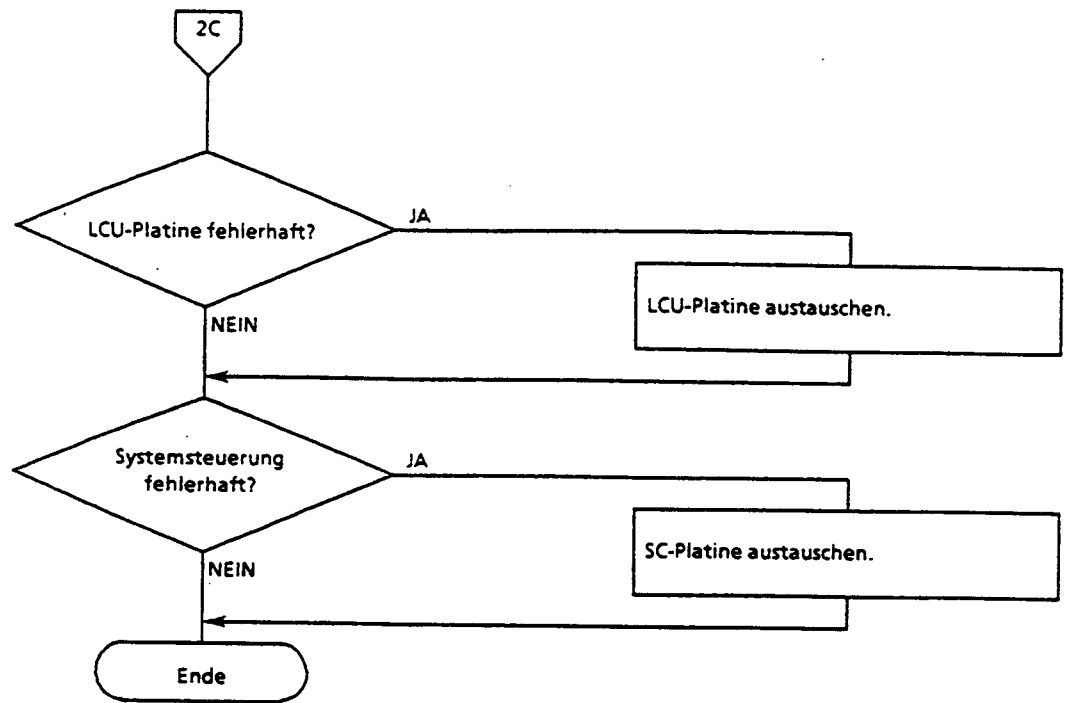 2C
LCU-Platine fehlerhaft?
JA
LCU-Platine austauschen.
NEIN
Systemsteuerung
fehlerhaft?
JA
SC-Platine austauschen.
NEIN
Ende